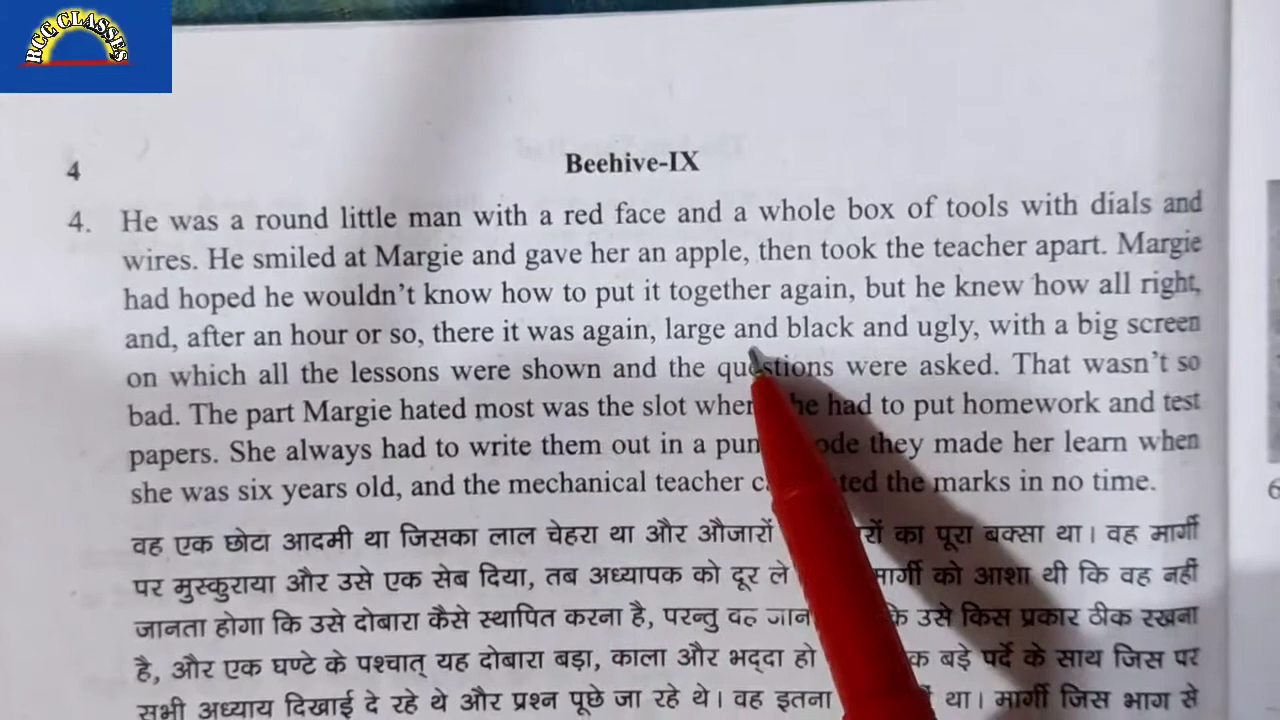 RCC CLASSES
4
Beehive-IX
4. He was a round little man with a red face and a whole box of tools with dials and
wires. He smiled at Margie and gave her an apple, then took the teacher apart. Margie
had hoped he wouldn't know how to put it together again, but he knew how all right,
and, after an hour or so, there it was again, large and black and ugly, with a big screen
on which all the lessons were shown and the questions were asked. That wasn't so
bad. The part Margie hated most was the slot where had to put homework and test
papers. She always had to write them out in a they made her learn when
she was six years old, and the mechanical teacher the marks in no time.
वह एक छोटा आदमी था जिसका लाल चेहरा था और औजारों का पूरा बक्सा था। वह मार्गी
पर मुस्कुराया और उसे एक सेब दिया, तब अध्यापक को दूर ले मार्गी को आशा थी कि वह नहीं
जानता होगा कि उसे दोबारा कैसे स्थापित करना है, परन्तु वह कि उसे किस प्रकार ठीक रखना
है, और एक घण्टे के पश्चात् यह दोबारा बड़ा, काला और भद्दा हो बड़े पर्दे के साथ जिस पर
सभी अध्याय दिखाई दे रहे थे और प्रश्न पूछे जा रहे थे। वह इतना था। मार्गी जिस भाग से
6